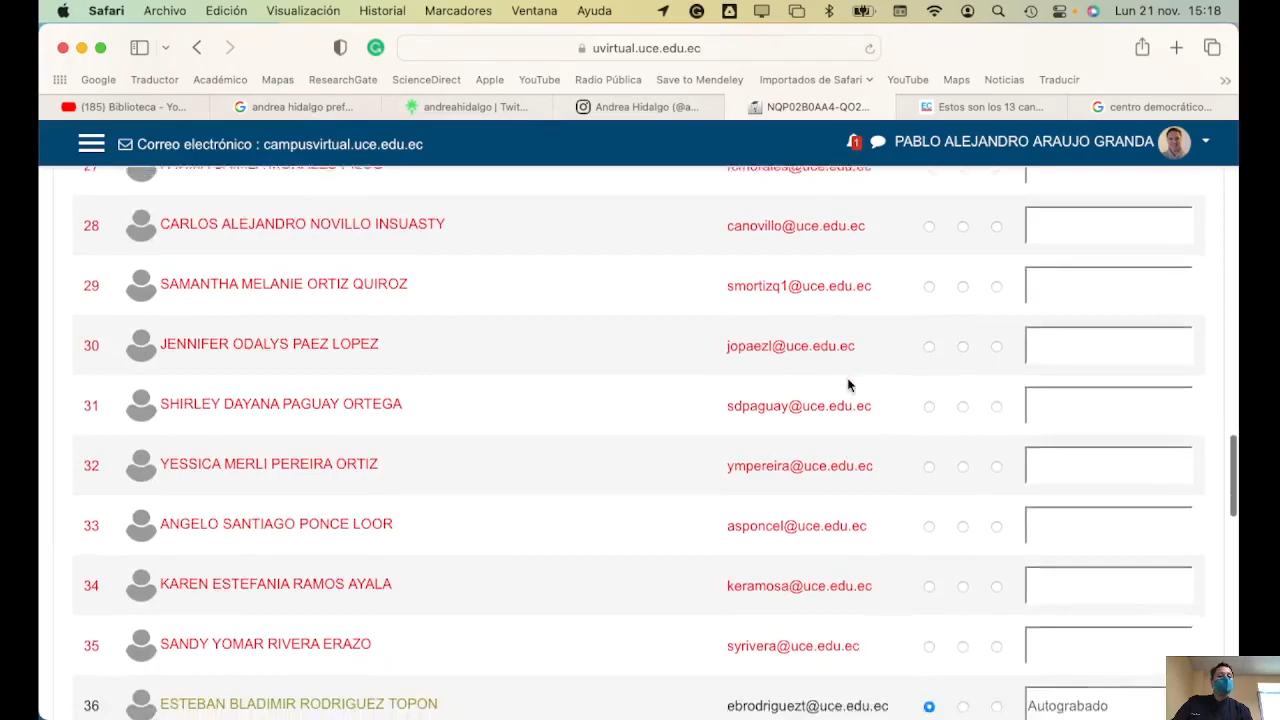 Safari Archivo Edición Visualización Historial Marcadores Ventana Ayuda Lun 21 nov. 15:18
uvirtual.uce.edu.ec
Google Traductor Académico Mapas ResearchGate ScienceDirect Apple YouTube Radio Pública Save to Mendeley Importados de Safari YouTube Maps Noticias Traducir
(185) Biblioteca - Yo... andrea hidalgo pref... andreahidalgo | Twit... Andrea Hidalgo (@a... NQP02B0AA4-QO2... Estos son los 13 can... centro democrático...
Correo electrónico : campusvirtual.uce.edu.ec 1 PABLO ALEJANDRO ARAUJO GRANDA
28 CARLOS ALEJANDRO NOVILLO INSUASTY canovillo@uce.edu.ec
29 SAMANTHA MELANIE ORTIZ QUIROZ smortizq1@uce.edu.ec
30 JENNIFER ODALYS PAEZ LOPEZ jopaezl@uce.edu.ec
31 SHIRLEY DAYANA PAGUAY ORTEGA sdpaguay@uce.edu.ec
32 YESSICA MERLI PEREIRA ORTIZ ympereira@uce.edu.ec
33 ANGELO SANTIAGO PONCE LOOR asponcel@uce.edu.ec
34 KAREN ESTEFANIA RAMOS AYALA keramosa@uce.edu.ec
35 SANDY YOMAR RIVERA ERAZO syrivera@uce.edu.ec
36 ESTEBAN BLADIMIR RODRIGUEZ TOPON ebrodriguezt@uce.edu.ec Autograbado